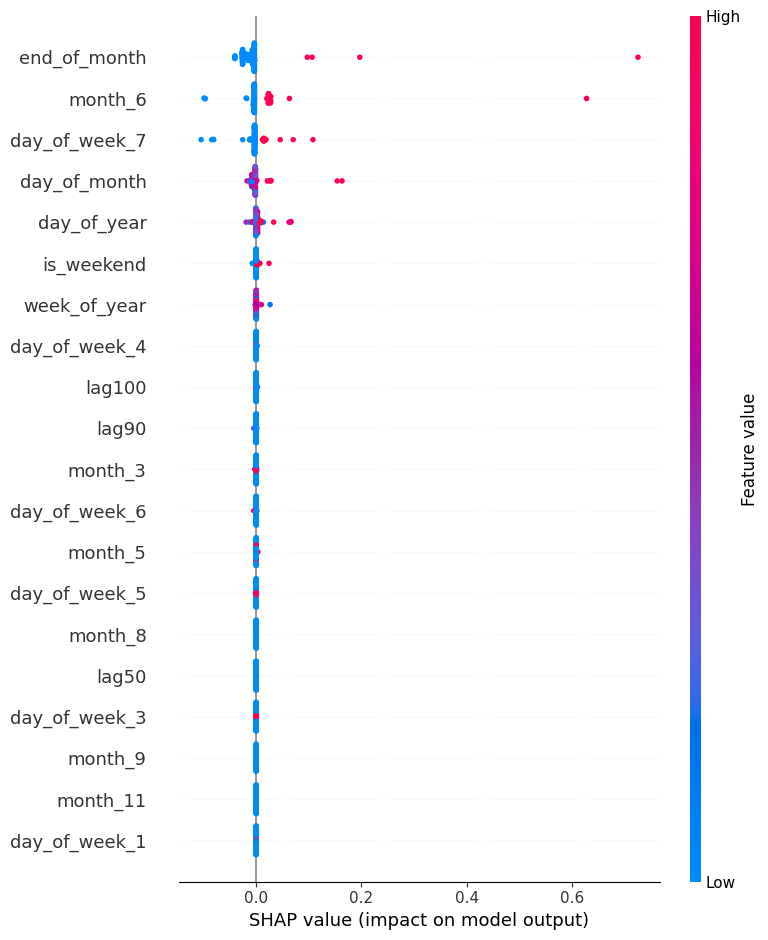 High
end_of_month
month_6
day_of_week_7
day_of_month
day_of_year
is_weekend
week_of_year
day_of_week_4
lag100
lag90
month_3
day_of_week_6
month_5
day_of_week_5
month_8
lag50
day_of_week_3
month_9
month_11
day_of_week_1
Feature value
Low
0.0 0.2 0.4 0.6
SHAP value (impact on model output)